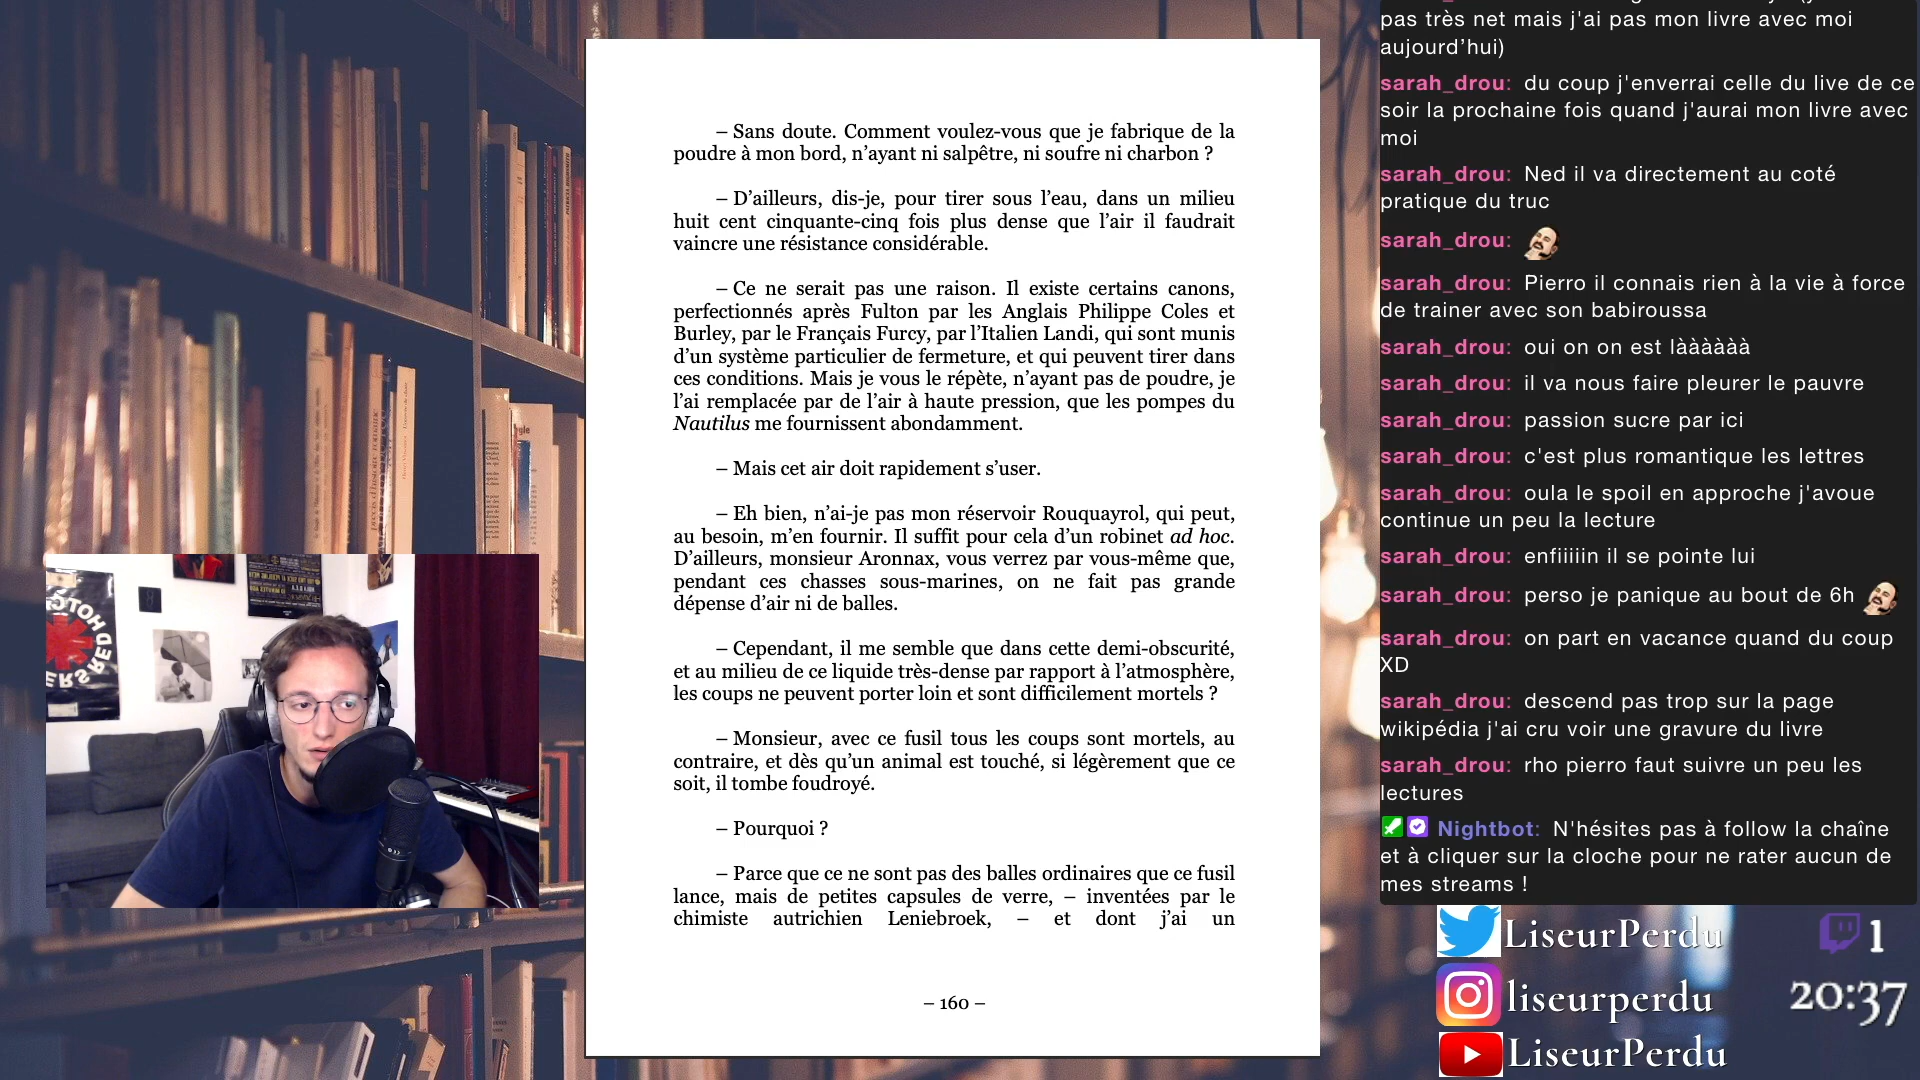 – Sans doute. Comment voulez-vous que je fabrique de la
poudre à mon bord, n’ayant ni salpêtre, ni soufre ni charbon ?
– D’ailleurs, dis-je, pour tirer sous l’eau, dans un milieu
huit cent cinquante-cinq fois plus dense que l’air il faudrait
vaincre une résistance considérable.
– Ce ne serait pas une raison. Il existe certains canons,
perfectionnés après Fulton par les Anglais Philippe Coles et
Burley, par le Français Furcy, par l’Italien Landi, qui sont munis
d’un système particulier de fermeture, et qui peuvent tirer dans
ces conditions. Mais je vous le répète, n’ayant pas de poudre, je
l’ai remplacée par de l’air à haute pression, que les pompes du
Nautilus me fournissent abondamment.
– Mais cet air doit rapidement s’user.
– Eh bien, n’ai-je pas mon réservoir Rouquayrol, qui peut,
au besoin, m’en fournir. Il suffit pour cela d’un robinet ad hoc.
D’ailleurs, monsieur Aronnax, vous verrez par vous-même que,
pendant ces chasses sous-marines, on ne fait pas grande
dépense d’air ni de balles.
– Cependant, il me semble que dans cette demi-obscurité,
et au milieu de ce liquide très-dense par rapport à l’atmosphère,
les coups ne peuvent porter loin et sont difficilement mortels ?
– Monsieur, avec ce fusil tous les coups sont mortels, au
contraire, et dès qu’un animal est touché, si légèrement que ce
soit, il tombe foudroyé.
– Pourquoi ?
– Parce que ce ne sont pas des balles ordinaires que ce fusil
lance, mais de petites capsules de verre, – inventées par le
chimiste autrichien Leniebroek, – et dont j’ai un
– 160 –
pas très net mais j'ai pas mon livre avec moi
aujourd’hui)
sarah_drou: du coup j'enverrai celle du live de ce
soir la prochaine fois quand j'aurai mon livre avec
moi
sarah_drou: Ned il va directement au coté
pratique du truc
sarah_drou:
sarah_drou: Pierro il connais rien à la vie à force
de trainer avec son babiroussa
sarah_drou: oui on on est lààààààà
sarah_drou: il va nous faire pleurer le pauvre
sarah_drou: passion sucre par ici
sarah_drou: c'est plus romantique les lettres
sarah_drou: oula le spoil en approche j'avoue
continue un peu la lecture
sarah_drou: enfiiiiin il se pointe lui
sarah_drou: perso je panique au bout de 6h
sarah_drou: on part en vacance quand du coup
XD
sarah_drou: descend pas trop sur la page
wikipédia j'ai cru voir une gravure du livre
sarah_drou: rho pierro faut suivre un peu les
lectures
Nightbot: N'hésites pas à follow la chaîne
et à cliquer sur la cloche pour ne rater aucun de
mes streams !
LiseurPerdu
1
liseurperdu
20:37
LiseurPerdu